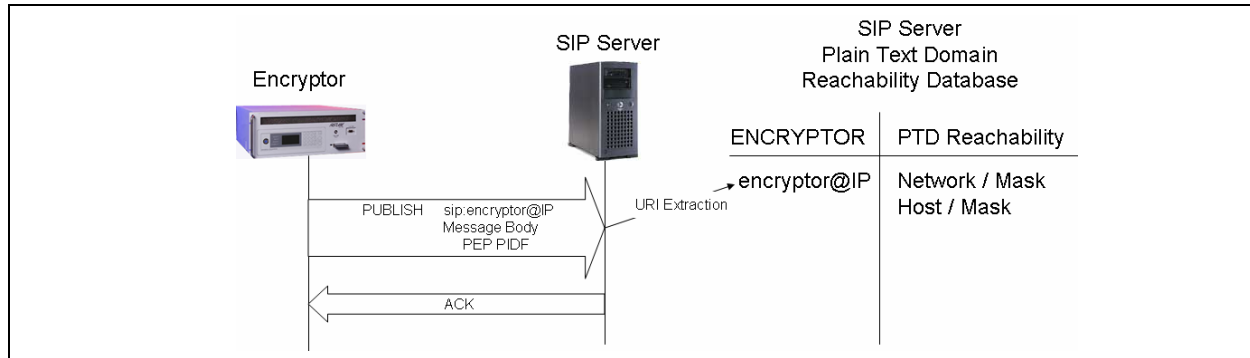 SIP Server
Plain Text Domain
Reachability Database
SIP Server
Encryptor
ENCRYPTOR PTD Reachability
encryptor@IP Network / Mask
Host / Mask
URI Extraction
PUBLISH sip:encryptor@IP
Message Body
PEP PIDF
ACK